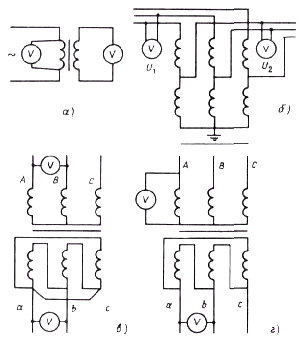 ~ V V
а)
V V
U1 U2
б)
V
A B C
V
a b c
в)
A B C
V
V
a b c
г)